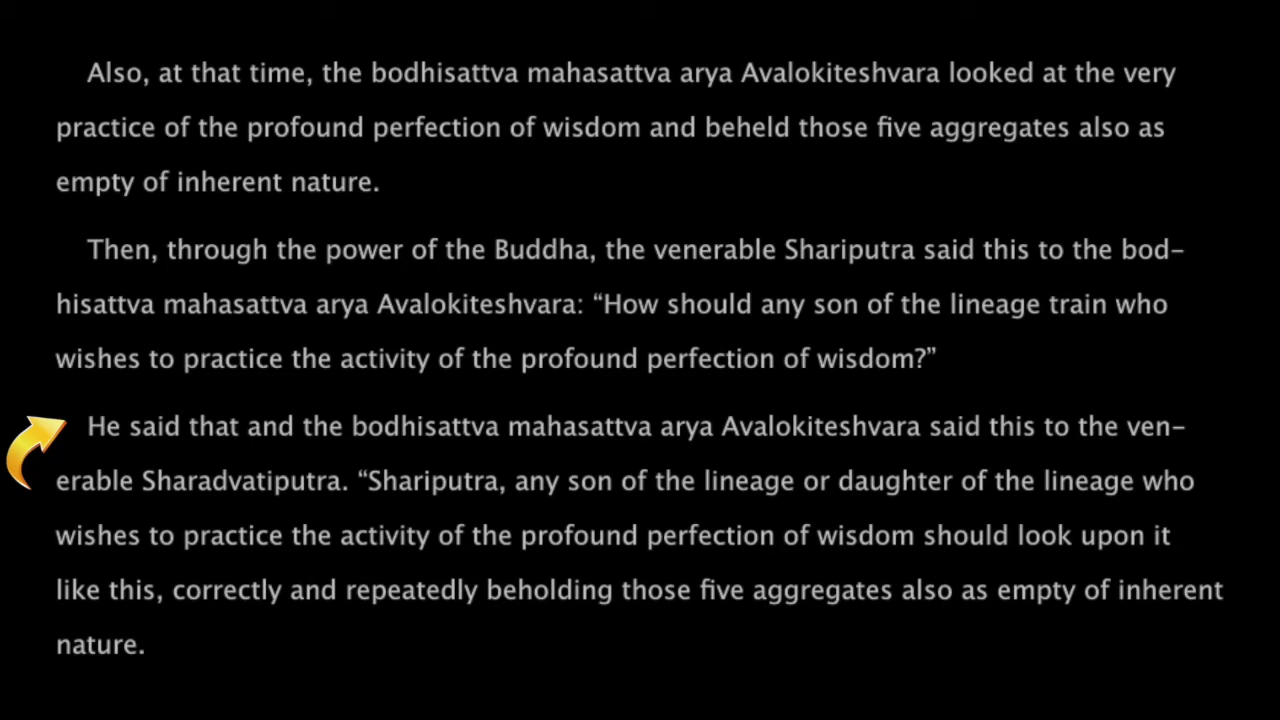 Also, at that time, the bodhisattva mahasattva arya Avalokiteshvara looked at the very
practice of the profound perfection of wisdom and beheld those five aggregates also as
empty of inherent nature.
Then, through the power of the Buddha, the venerable Shariputra said this to the bod-
hisattva mahasattva arya Avalokiteshvara: “How should any son of the lineage train who
wishes to practice the activity of the profound perfection of wisdom?”
He said that and the bodhisattva mahasattva arya Avalokiteshvara said this to the ven-
erable Sharadvatiputra. “Shariputra, any son of the lineage or daughter of the lineage who
wishes to practice the activity of the profound perfection of wisdom should look upon it
like this, correctly and repeatedly beholding those five aggregates also as empty of inherent
nature.